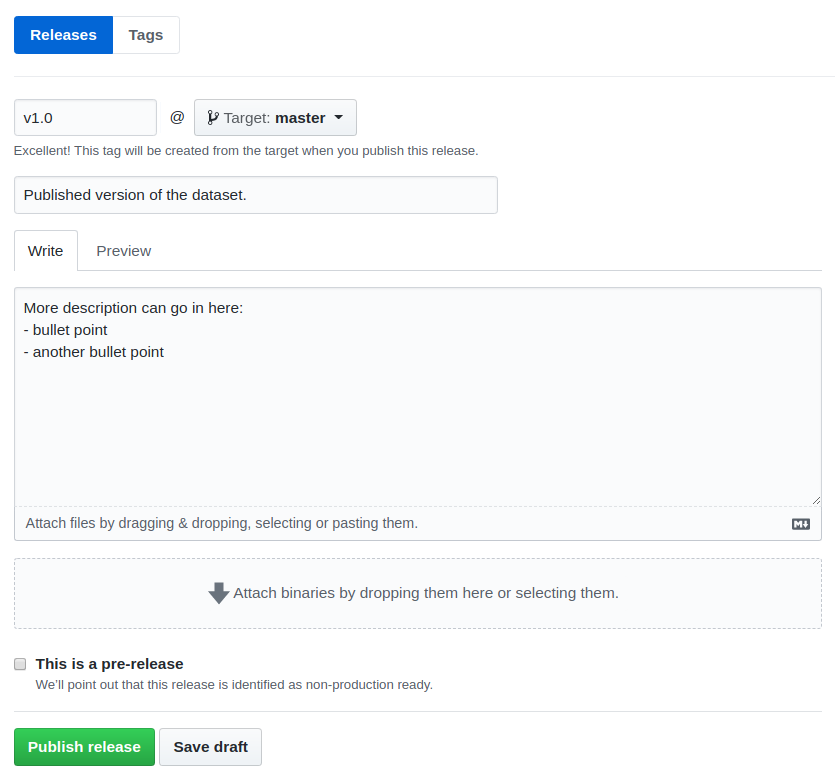 Releases Tags
v1.0 @ Target: master
Excellent! This tag will be created from the target when you publish this release.
Published version of the dataset.
Write Preview
More description can go in here:
- bullet point
- another bullet point
Attach files by dragging & dropping, selecting or pasting them.
Attach binaries by dropping them here or selecting them.
This is a pre-release
We’ll point out that this release is identified as non-production ready.
Publish release Save draft